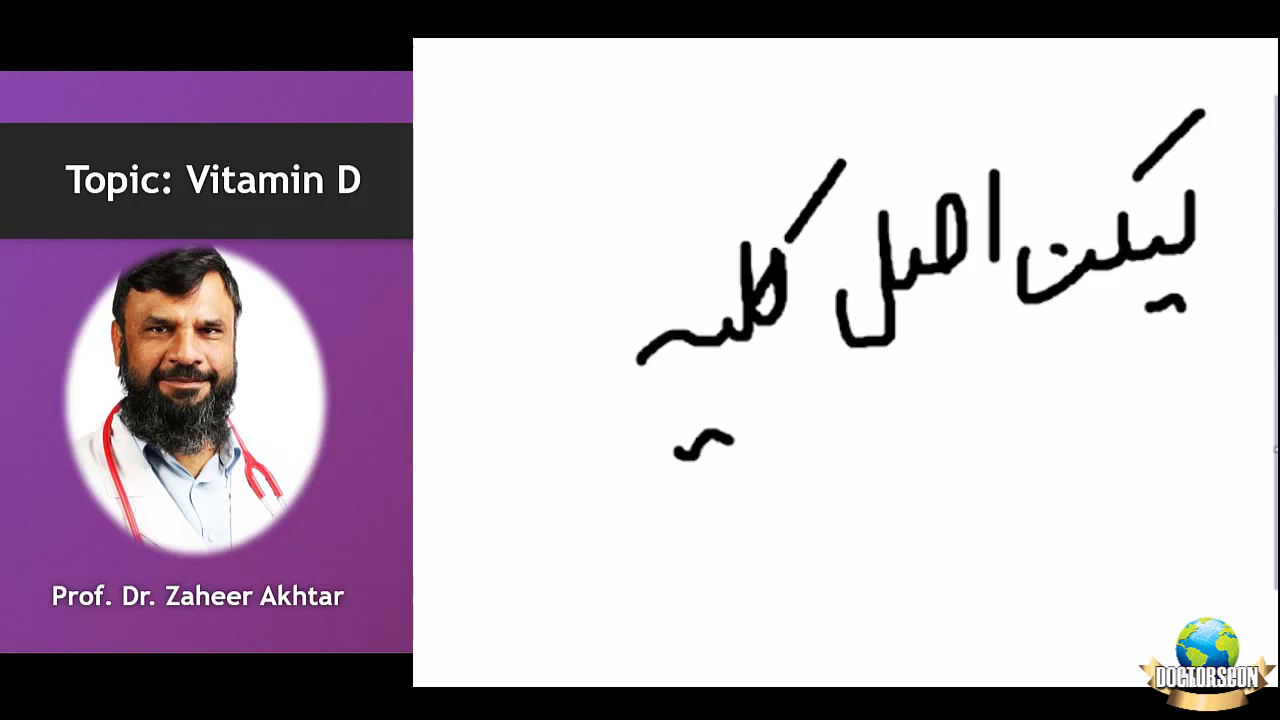 Topic: Vitamin D
Prof. Dr. Zaheer Akhtar
لیکن اصل کلیہ
DOCTORSCON